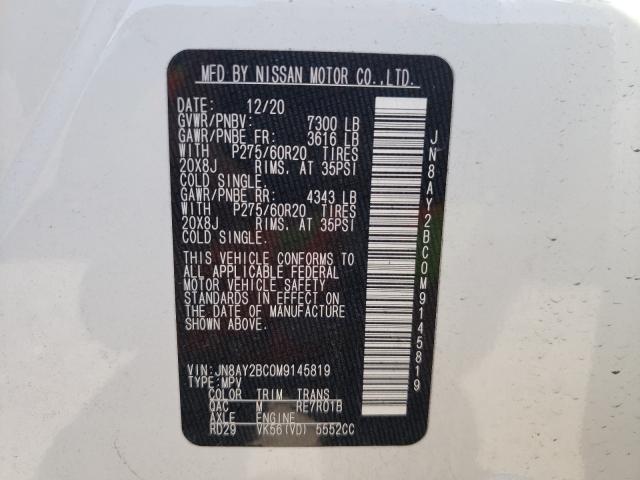 MFD BY NISSAN MOTOR CO.,LTD.
DATE: 12/20
GVWR/PNBV: 7300 LB
GAWR/PNBE FR: 3616 LB
WITH P275/60R20 TIRES
20X8J RIMS. AT 35PSI
COLD SINGLE.
GAWR/PNBE RR: 4343 LB
WITH P275/60R20 TIRES
20X8J RIMS. AT 35PSI
COLD SINGLE.
THIS VEHICLE CONFORMS TO
ALL APPLICABLE FEDERAL
MOTOR VEHICLE SAFETY
STANDARDS IN EFFECT ON
THE DATE OF MANUFACTURE
SHOWN ABOVE.
VIN: JN8AY2BC0M9145819
TYPE: MPV
COLOR TRIM TRANS
QAC M RE7R01B
AXLE ENGINE
RD29 VK56(VD) 5552CC
JN8AY2BC0M9145819